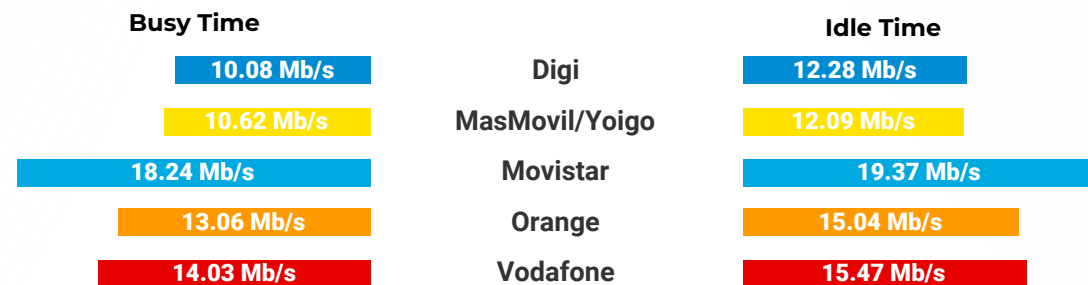 Busy Time
Idle Time
10.08 Mb/s Digi 12.28 Mb/s
10.62 Mb/s MasMovil/Yoigo 12.09 Mb/s
18.24 Mb/s Movistar 19.37 Mb/s
13.06 Mb/s Orange 15.04 Mb/s
14.03 Mb/s Vodafone 15.47 Mb/s